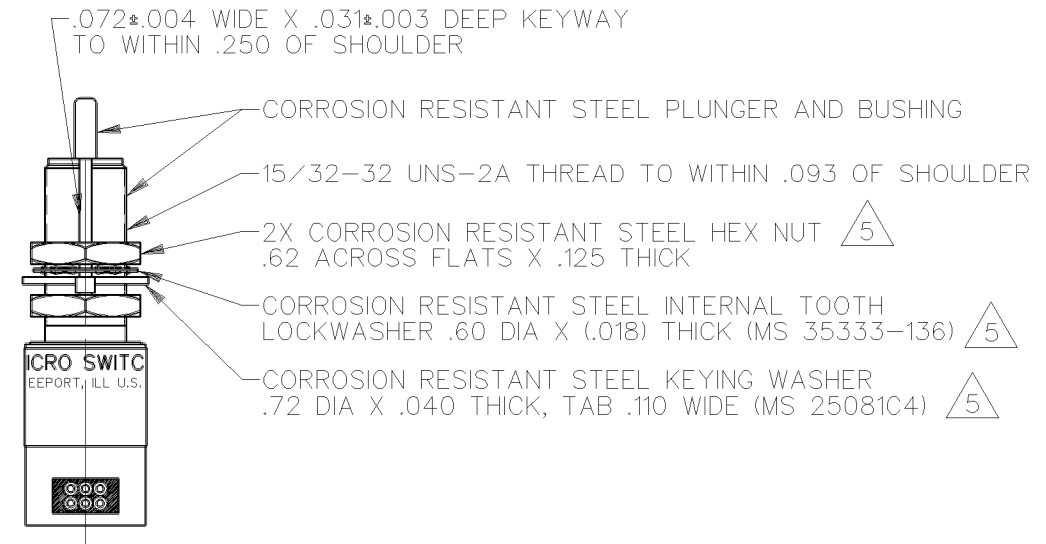 .072±.004 WIDE X .031±.003 DEEP KEYWAY
TO WITHIN .250 OF SHOULDER
CORROSION RESISTANT STEEL PLUNGER AND BUSHING
15/32-32 UNS-2A THREAD TO WITHIN .093 OF SHOULDER
2X CORROSION RESISTANT STEEL HEX NUT 5
.62 ACROSS FLATS X .125 THICK
CORROSION RESISTANT STEEL INTERNAL TOOTH
LOCKWASHER .60 DIA X (.018) THICK (MS 35333-136) 5
CORROSION RESISTANT STEEL KEYING WASHER
.72 DIA X .040 THICK, TAB .110 WIDE (MS 25081C4) 5
ICRO SWITC
EEPORT, ILL U.S.